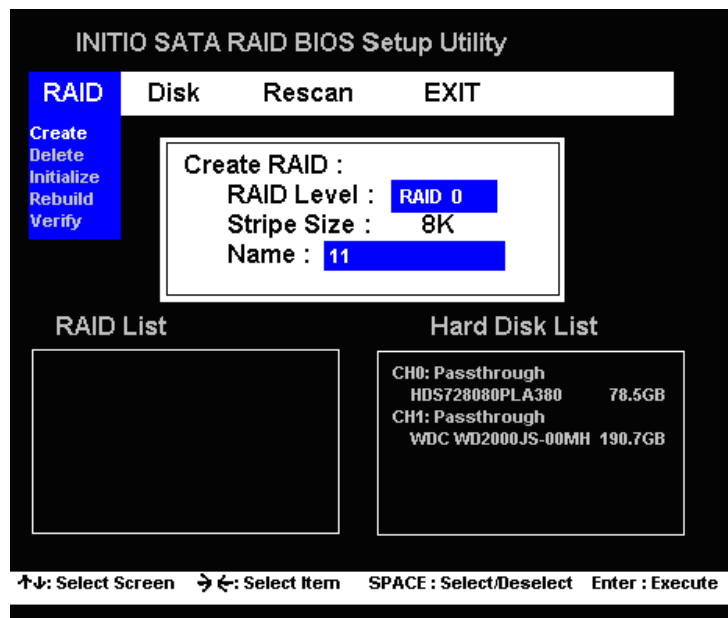 INITIO SATA RAID BIOS Setup Utility
RAID Disk Rescan EXIT
Create
Delete
Initialize
Rebuild
Verify
Create RAID :
RAID Level : RAID 0
Stripe Size : 8K
Name : 11
RAID List
Hard Disk List
CH0: Passthrough
HDS728080PLA380 78.5GB
CH1: Passthrough
WDC WD2000JS-00MH 190.7GB
↑↓: Select Screen →←: Select Item SPACE : Select/Deselect Enter : Execute